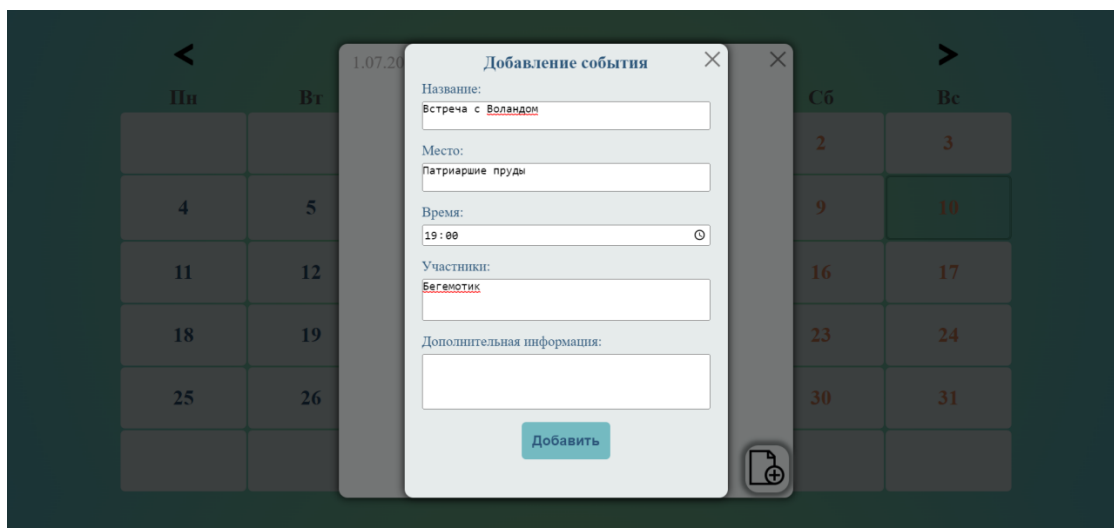 <
>
1.07.20
Добавление события
Пн
Вт
Сб
Вс
Название:
Встреча с Воландом
Место:
Патриаршие пруды
Время:
19:00
Участники:
Бегемотик
Дополнительная информация:
Добавить
2 3
4 5 9 10
11 12 16 17
18 19 23 24
25 26 30 31